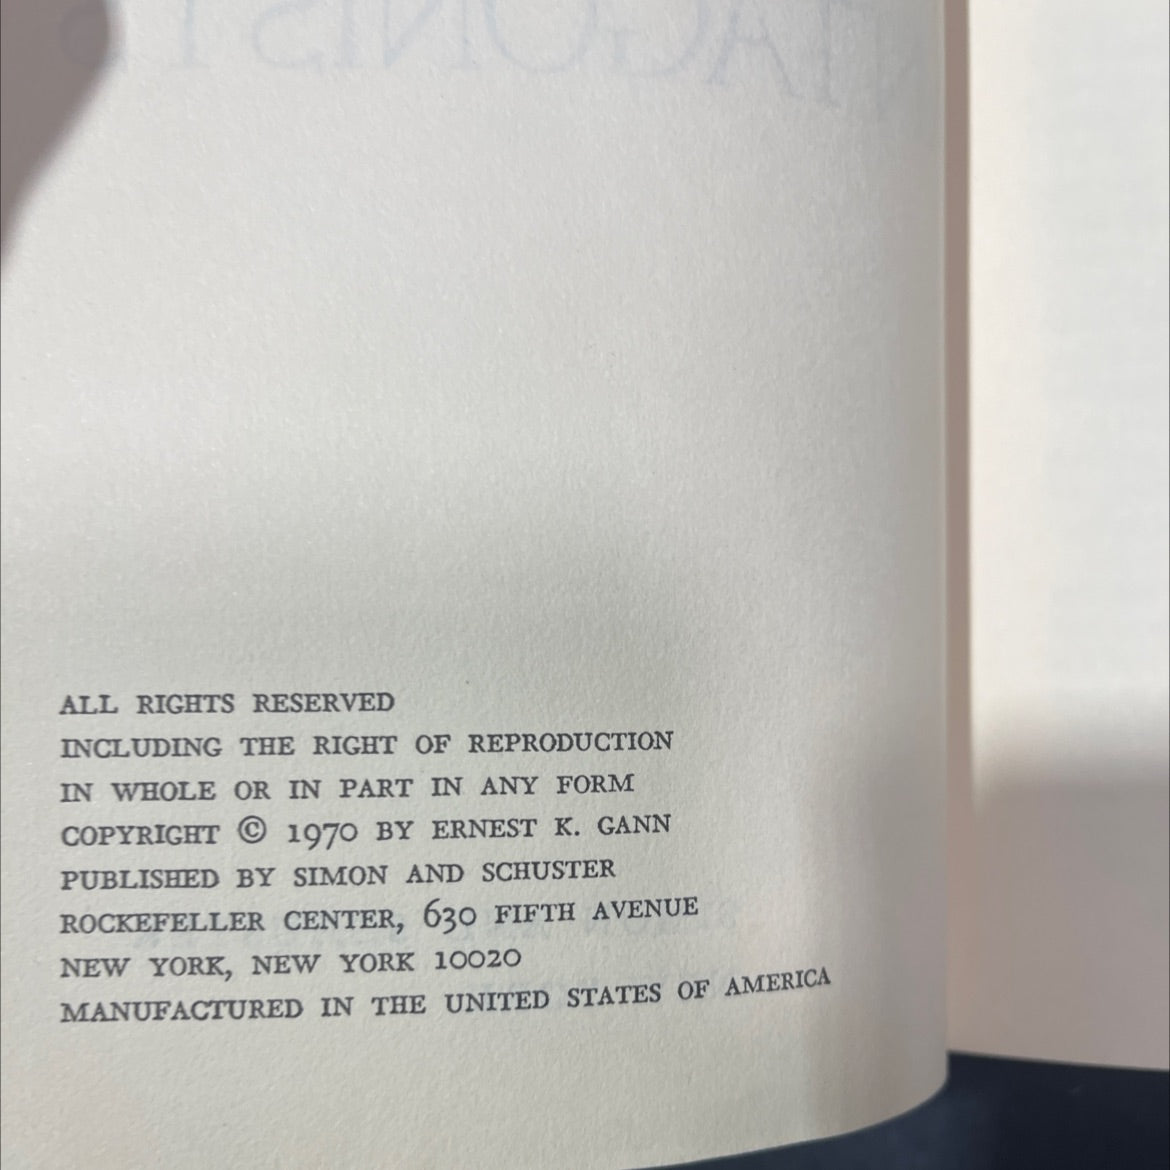 ALL RIGHTS RESERVED
INCLUDING THE RIGHT OF REPRODUCTION
IN WHOLE OR IN PART IN ANY FORM
COPYRIGHT © 1970 BY ERNEST K. GANN
PUBLISHED BY SIMON AND SCHUSTER
ROCKEFELLER CENTER, 630 FIFTH AVENUE
NEW YORK, NEW YORK 10020
MANUFACTURED IN THE UNITED STATES OF AMERICA